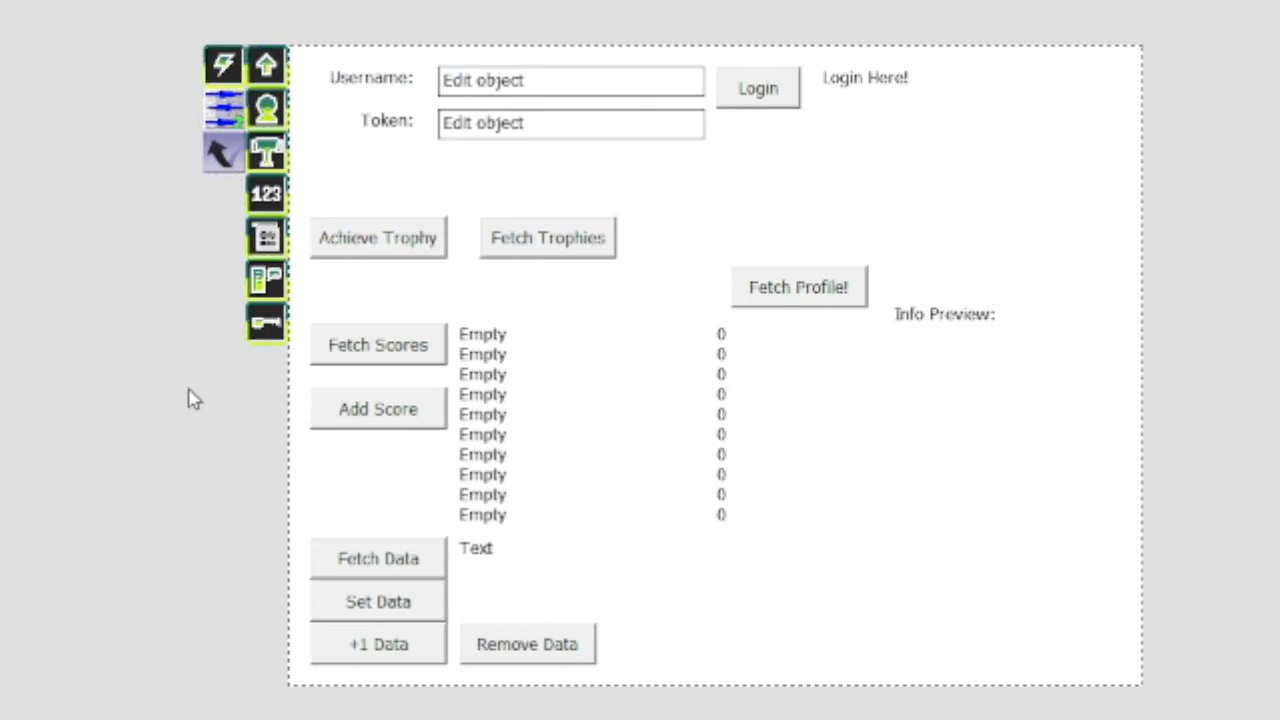 Username: Edit object Login Login Here!
Token: Edit object
123
Achieve Trophy Fetch Trophies
Fetch Profile!
Info Preview:
Fetch Scores Empty 0
Empty 0
Empty 0
Add Score Empty 0
Empty 0
Empty 0
Empty 0
Empty 0
Empty 0
Empty 0
Fetch Data Text
Set Data
+1 Data Remove Data